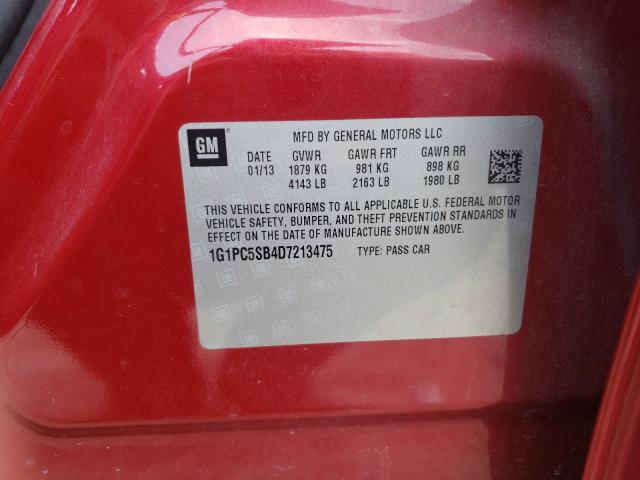 GM
MFD BY GENERAL MOTORS LLC
DATE GVWR GAWR FRT GAWR RR
01/13 1879 KG 981 KG 898 KG
4143 LB 2163 LB 1980 LB
THIS VEHICLE CONFORMS TO ALL APPLICABLE U.S. FEDERAL MOTOR
VEHICLE SAFETY, BUMPER, AND THEFT PREVENTION STANDARDS IN
EFFECT ON THE DATE OF MANUFACTURE SHOWN ABOVE.
1G1PC5SB4D7213475 TYPE: PASS CAR